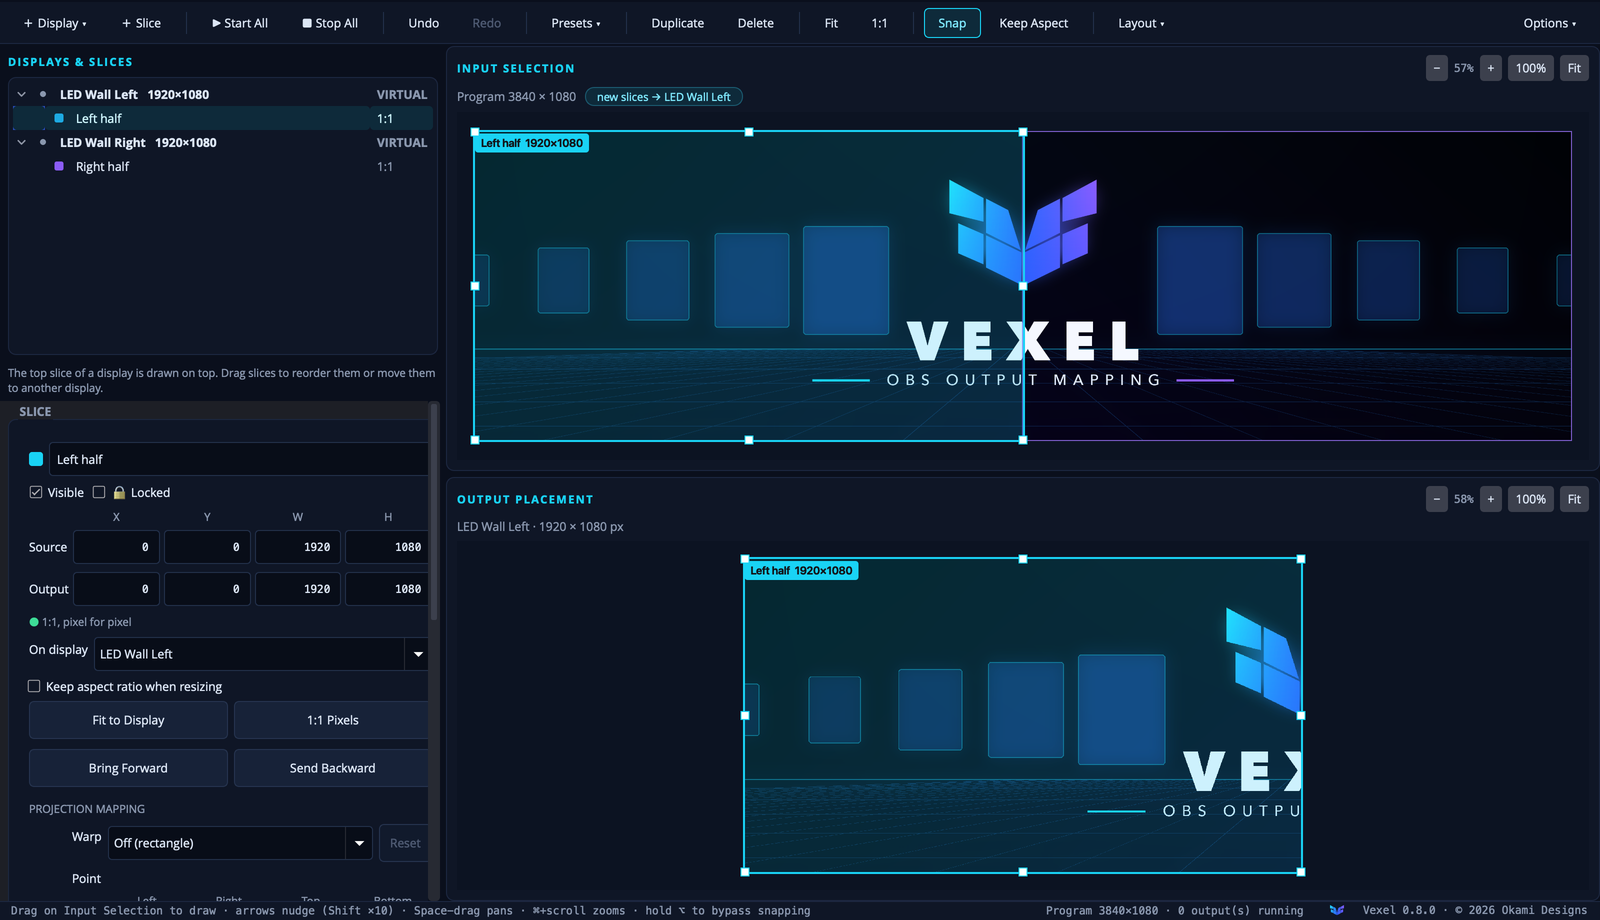 + Display ▾ + Slice ▶ Start All ■ Stop All Undo Redo Presets ▾ Duplicate Delete Fit 1:1 Snap Keep Aspect Layout ▾ Options ▾
DISPLAYS & SLICES
LED Wall Left 1920×1080 VIRTUAL
Left half 1:1
LED Wall Right 1920×1080 VIRTUAL
Right half 1:1
The top slice of a display is drawn on top. Drag slices to reorder them or move them
to another display.
SLICE
Left half
Visible 🔒 Locked
X Y W H
Source 0 0 1920 1080
Output 0 0 1920 1080
1:1, pixel for pixel
On display LED Wall Left
Keep aspect ratio when resizing
Fit to Display 1:1 Pixels
Bring Forward Send Backward
PROJECTION MAPPING
Warp Off (rectangle) Reset
Point
Left Right Top Bottom
INPUT SELECTION
− 57% + 100% Fit
Program 3840 × 1080 new slices → LED Wall Left
Left half 1920×1080
VEXEL
OBS OUTPUT MAPPING
OUTPUT PLACEMENT
− 58% + 100% Fit
LED Wall Left · 1920 × 1080 px
Left half 1920×1080
VEX
OBS OUTPU
Drag on Input Selection to draw · arrows nudge (Shift ×10) · Space-drag pans · ⌘+scroll zooms · hold ⌥ to bypass snapping Program 3840×1080 · 0 output(s) running Vexel 0.8.0 · © 2026 Okami Designs